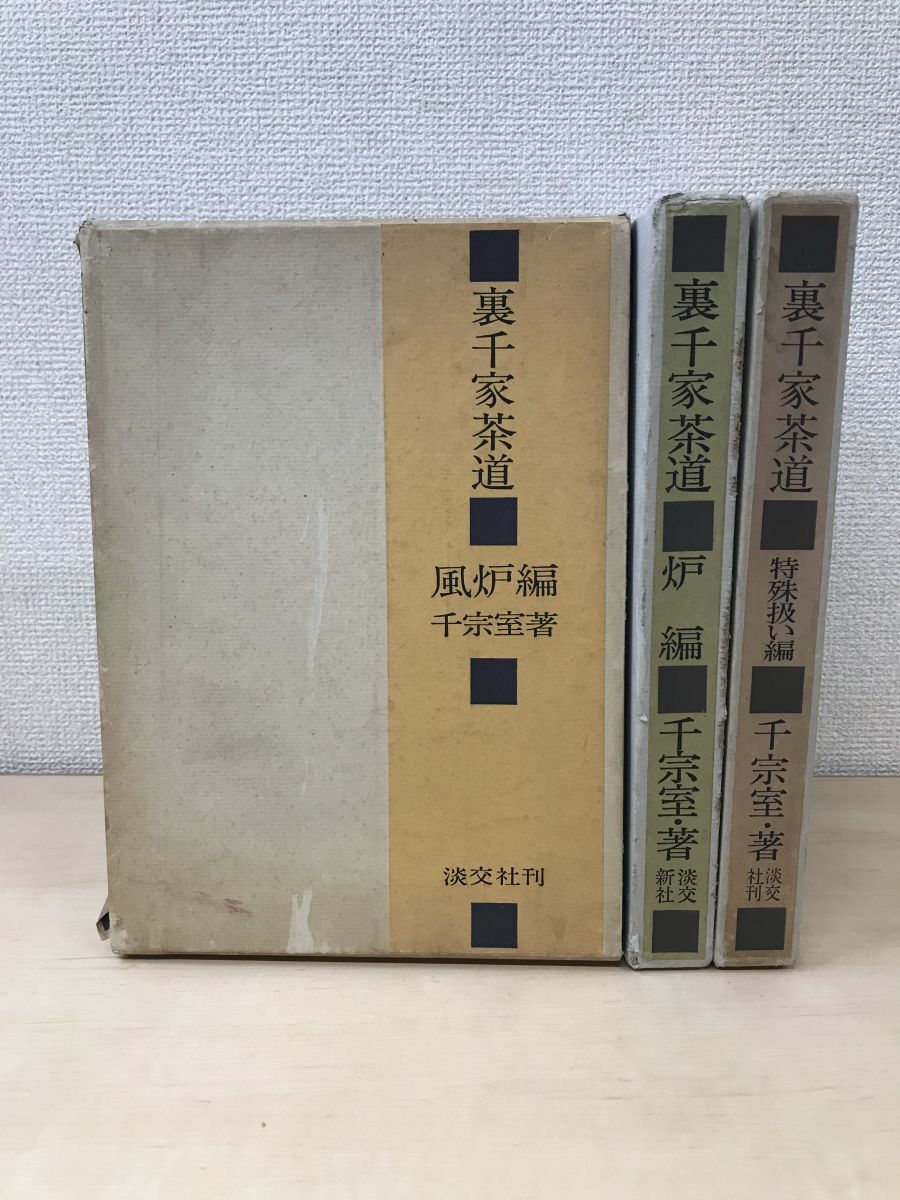 裏千家茶道
風炉編
千宗室著
淡交社刊
裏千家茶道
炉編
千宗室・著
淡交
新社
裏千家茶道
特殊扱い編
千宗室・著
淡交
社刊